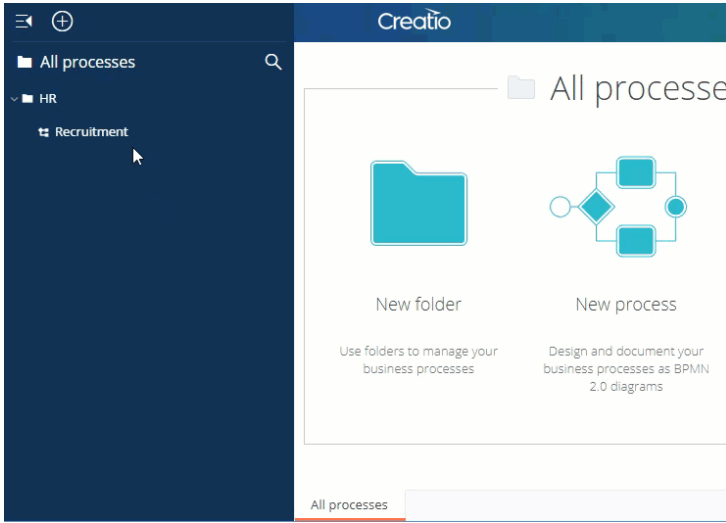 Creatio
All processes
HR
Recruitment
All processe
New folder
Use folders to manage your
business processes
New process
Design and document your
business processes as BPMN
2.0 diagrams
All processes